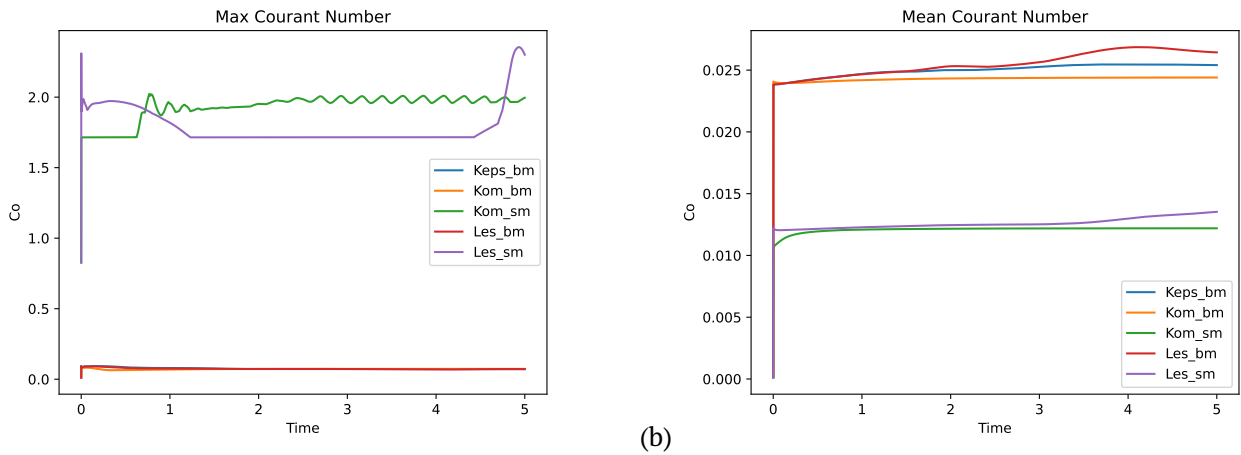 Max Courant Number
Co
2.0
1.5
1.0
0.5
0.0
0 1 2 3 4 5
Time
Keps_bm
Kom_bm
Kom_sm
Les_bm
Les_sm
(b)
Mean Courant Number
Co
0.025
0.020
0.015
0.010
0.005
0.000
0 1 2 3 4 5
Time
Keps_bm
Kom_bm
Kom_sm
Les_bm
Les_sm